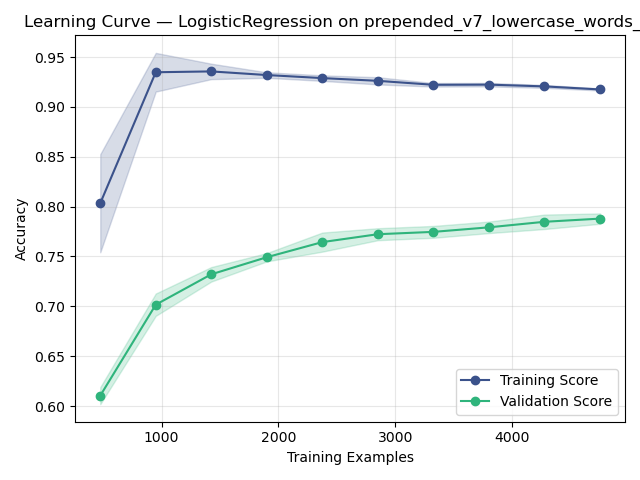 Learning Curve — LogisticRegression on prepended_v7_lowercase_words_
0.95
0.90
0.85
0.80
0.75
0.70
0.65
0.60
Accuracy
1000 2000 3000 4000
Training Examples
Training Score
Validation Score